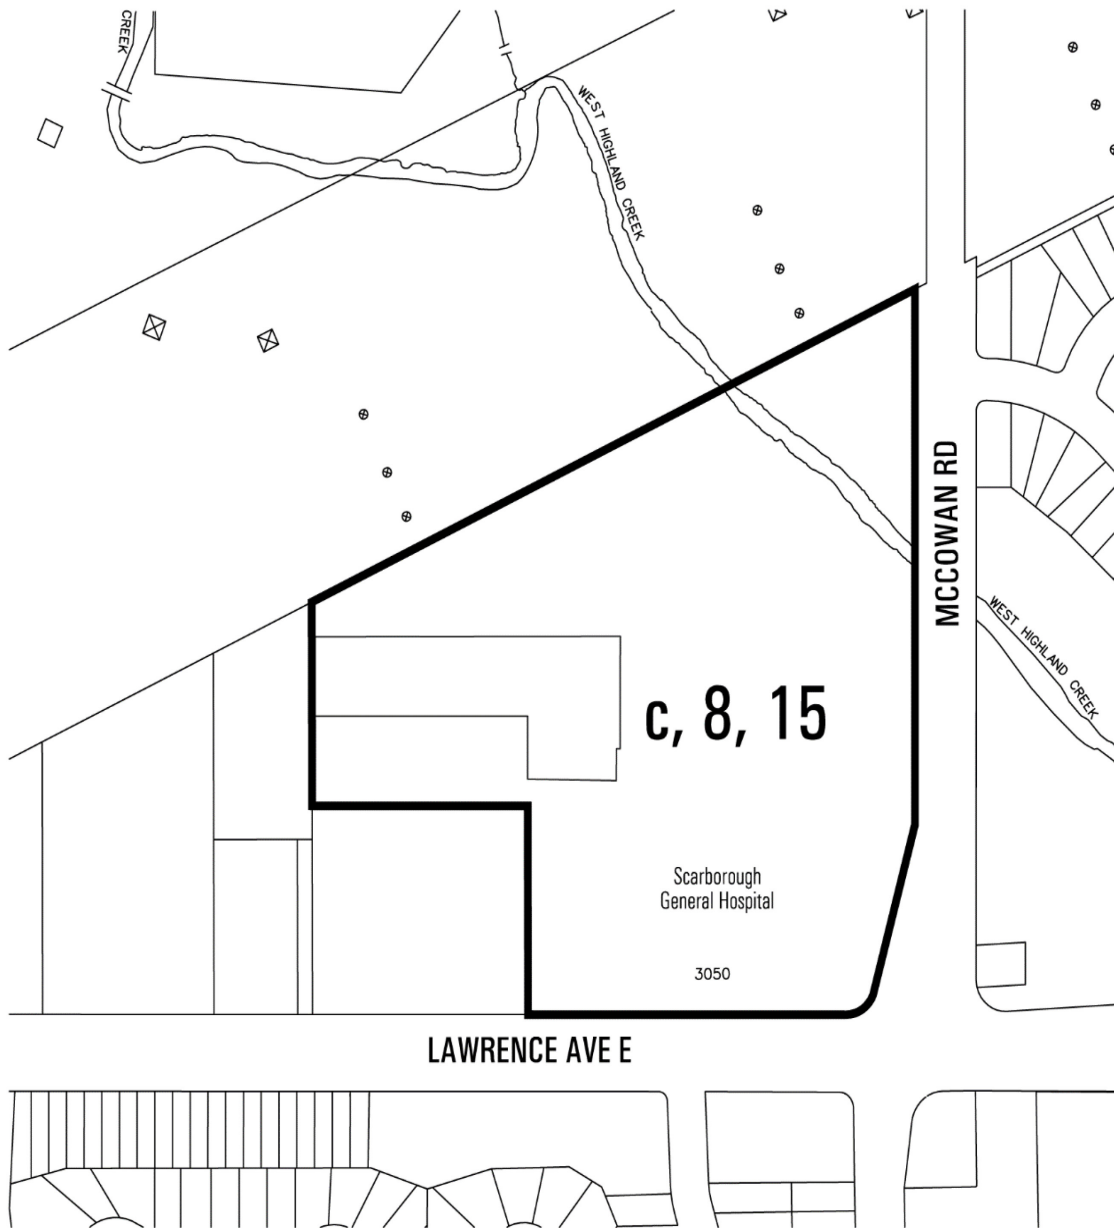 CREEK
WEST HIGHLAND CREEK
MCCOWAN RD
WEST HIGHLAND CREEK
c, 8, 15
Scarborough
General Hospital
3050
LAWRENCE AVE E